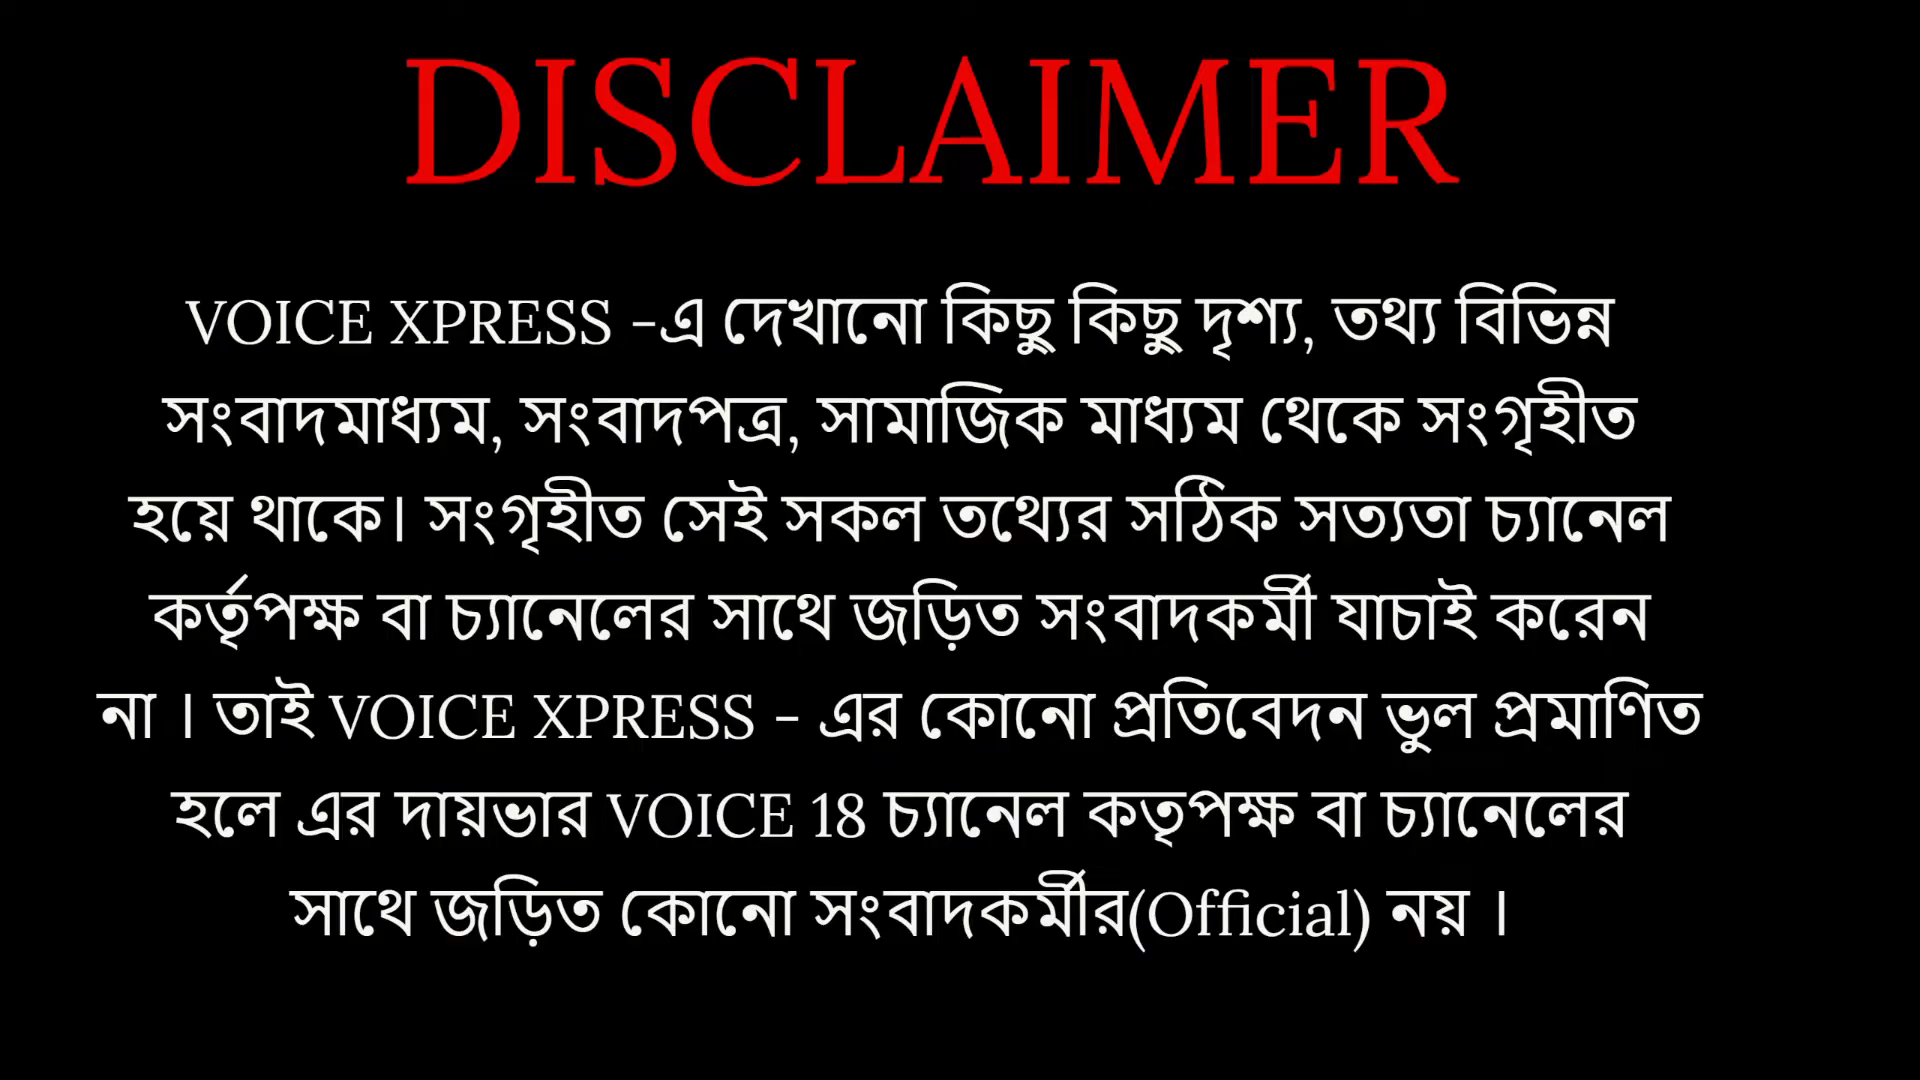 DISCLAIMER
VOICE XPRESS -এ দেখানো কিছু কিছু দৃশ্য, তথ্য বিভিন্ন
সংবাদমাধ্যম, সংবাদপত্র, সামাজিক মাধ্যম থেকে সংগৃহীত
হয়ে থাকে। সংগৃহীত সেই সকল তথ্যের সঠিক সত্যতা চ্যানেল
কর্তৃপক্ষ বা চ্যানেলের সাথে জড়িত সংবাদকর্মী যাচাই করেন
না । তাই VOICE XPRESS - এর কোনো প্রতিবেদন ভুল প্রমাণিত
হলে এর দায়ভার VOICE 18 চ্যানেল কতৃপক্ষ বা চ্যানেলের
সাথে জড়িত কোনো সংবাদকর্মীর(Official) নয় ।